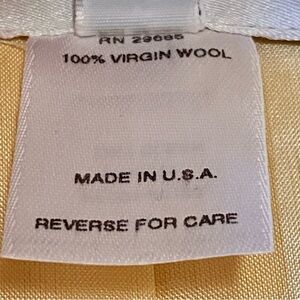 RN 29685
100% VIRGIN WOOL
MADE IN U.S.A.
REVERSE FOR CARE